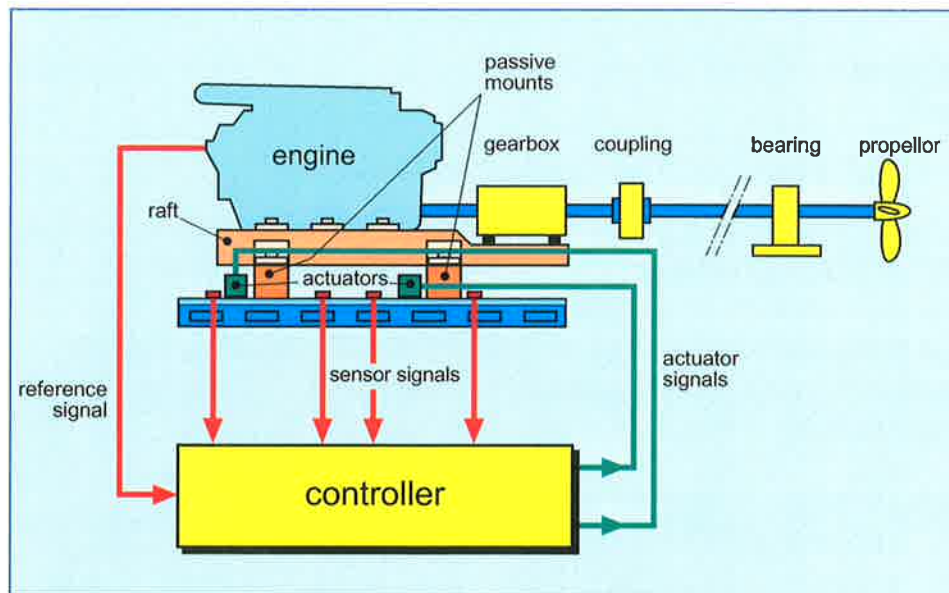 passive
mounts
engine
gearbox
coupling
bearing
propellor
raft
actuators
reference
signal
sensor signals
actuator
signals
controller